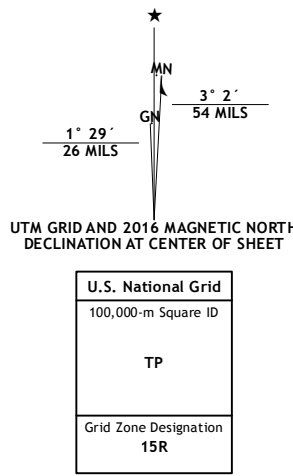 ★
MN
3° 2´
54 MILS
GN
1° 29´
26 MILS
UTM GRID AND 2016 MAGNETIC NORTH
DECLINATION AT CENTER OF SHEET
U.S. National Grid
100,000-m Square ID
TP
Grid Zone Designation
15R